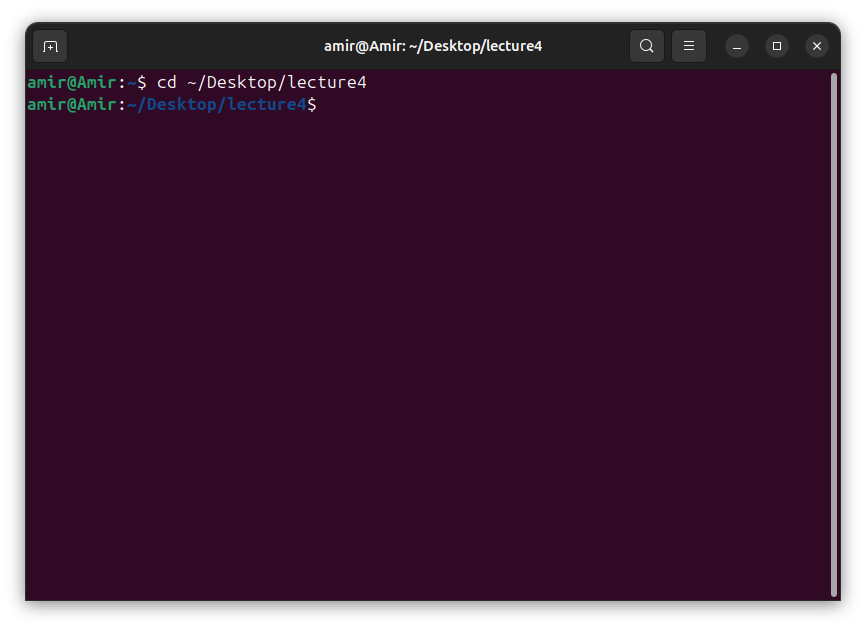 amir@Amir: ~/Desktop/lecture4
amir@Amir:~$ cd ~/Desktop/lecture4
amir@Amir:~/Desktop/lecture4$